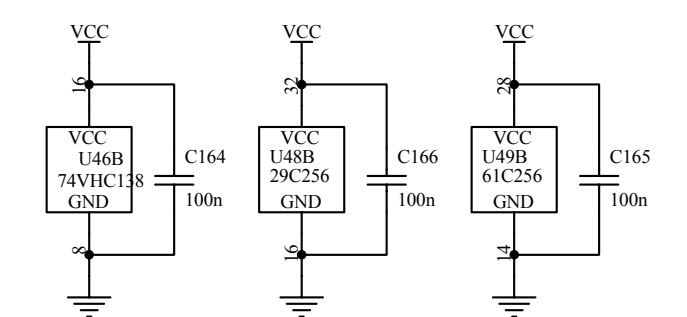 VCC VCC VCC
16 32 28
VCC VCC VCC
U46B C164 U48B C166 U49B C165
74VHC138 29C256 61C256
GND 100n GND 100n GND 100n
8 16 14